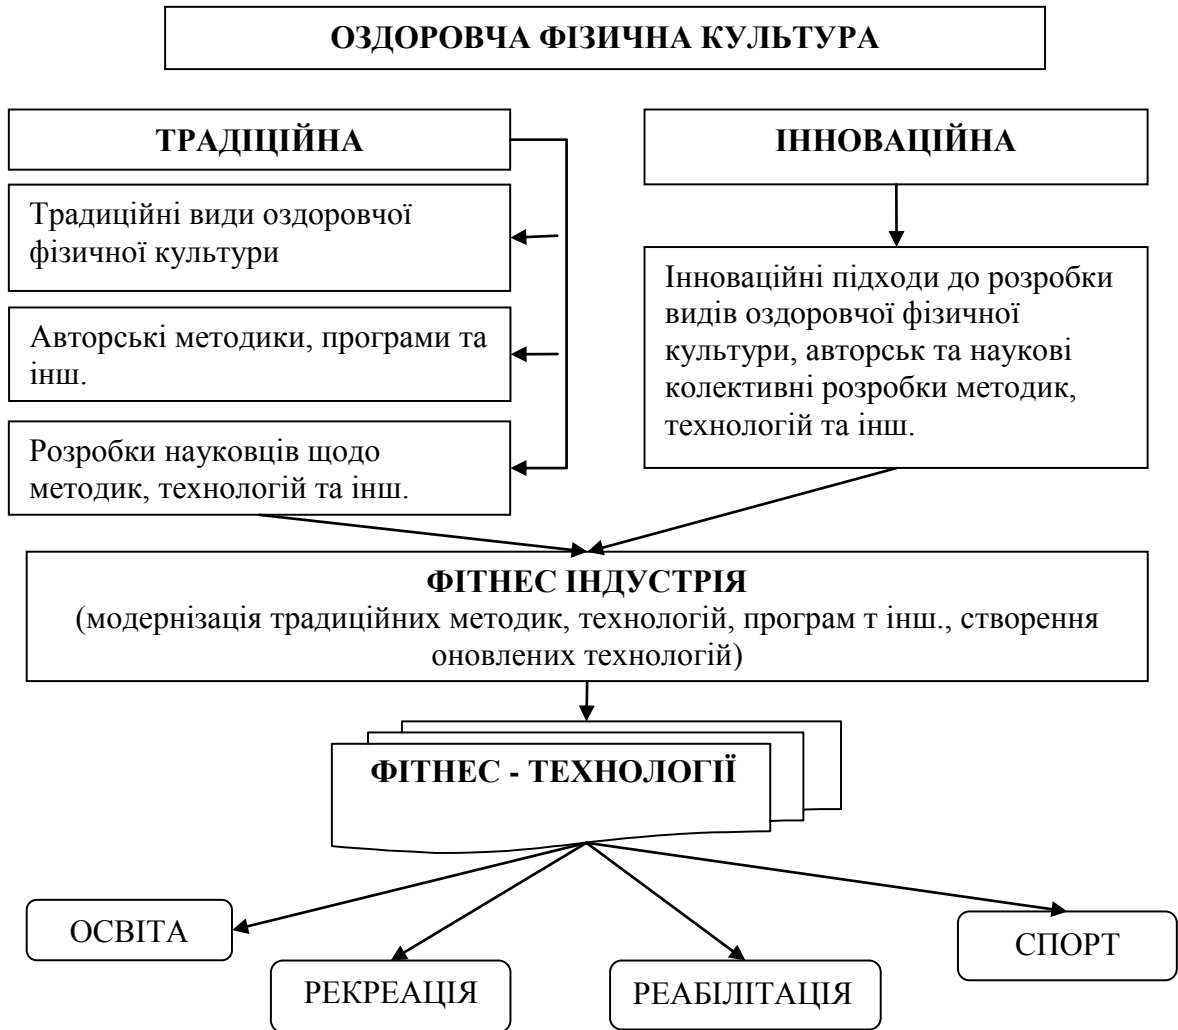 ОЗДОРОВЧА ФІЗИЧНА КУЛЬТУРА
ТРАДІЦІЙНА
Традиційні види оздоровчої
фізичної культури
Авторські методики, програми та
інш.
Розробки науковців щодо
методик, технологій та інш.
ІННОВАЦІЙНА
Інноваційні підходи до розробки
видів оздоровчої фізичної
культури, авторськ та наукові
колективні розробки методик,
технологій та інш.
ФІТНЕС ІНДУСТРІЯ
(модернізація традиційних методик, технологій, програм т інш., створення
оновлених технологій)
ФІТНЕС - ТЕХНОЛОГІЇ
ОСВІТА
РЕКРЕАЦІЯ
РЕАБІЛІТАЦІЯ
СПОРТ